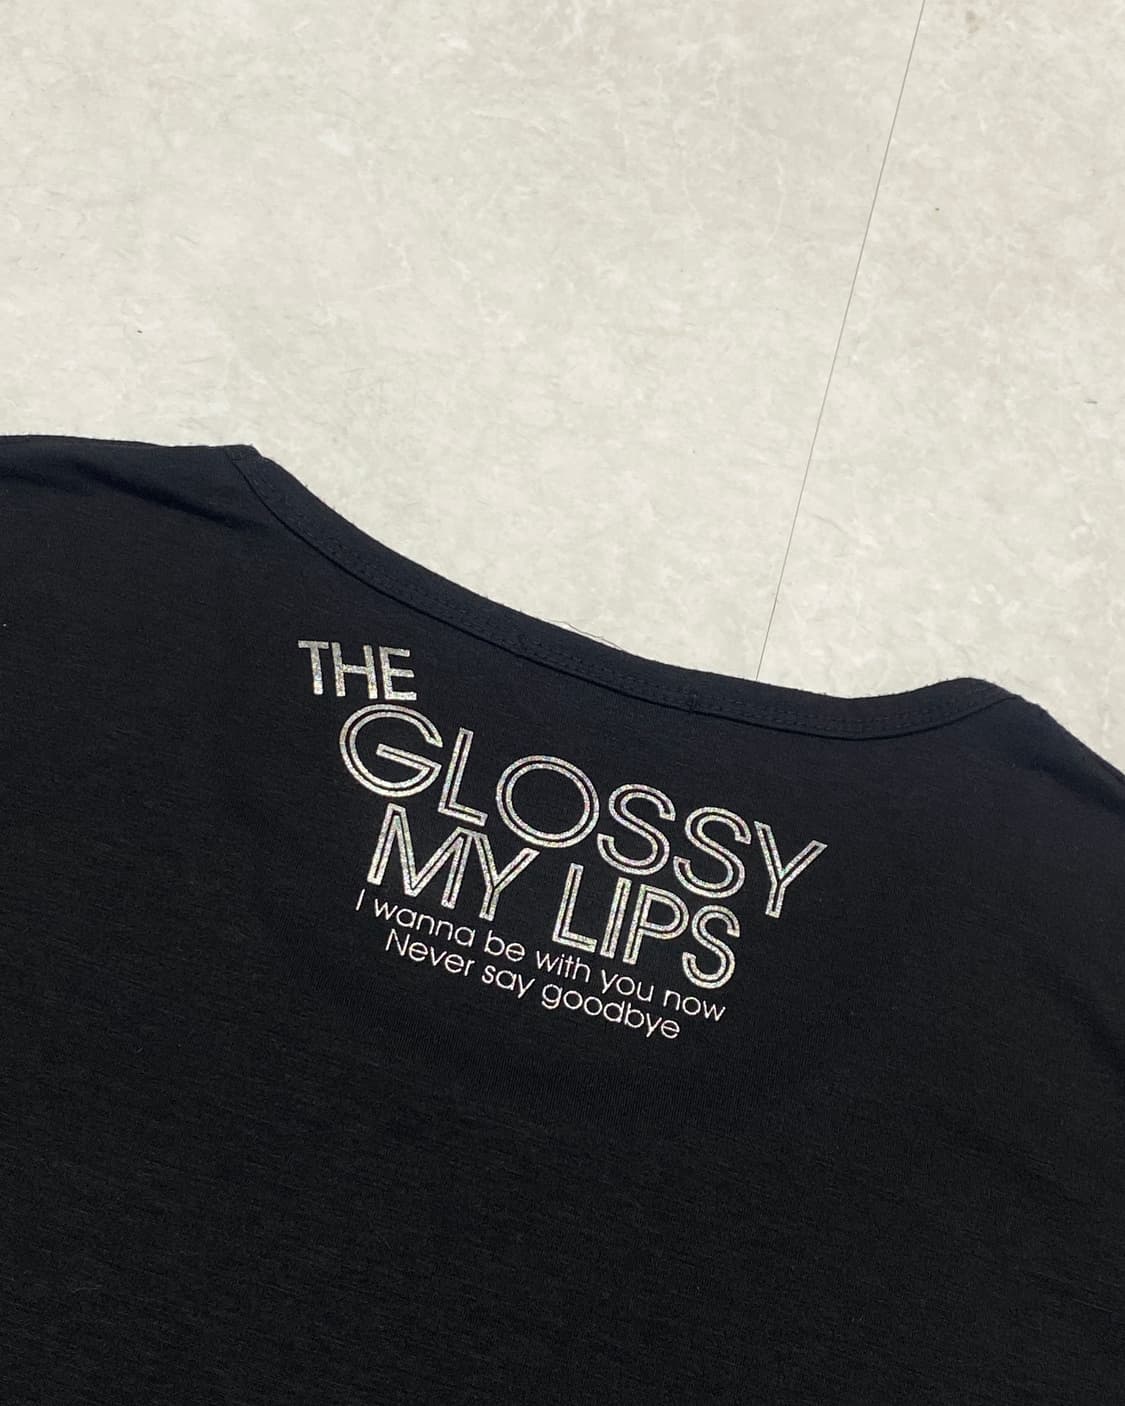 THE
GLOSSY
MY LIPS
I wanna be with you now
Never say goodbye